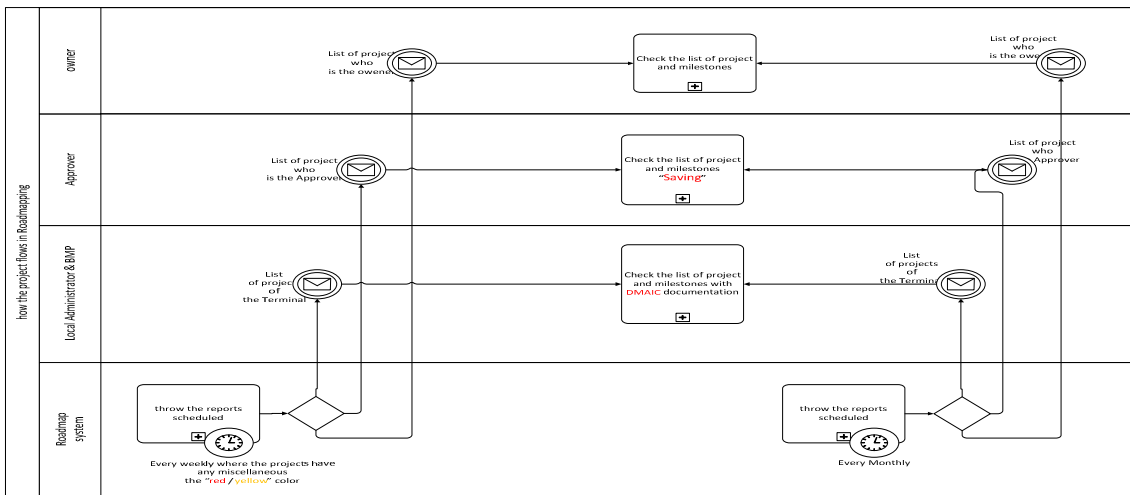 how the project flows in Roadmapping
owner
List of project
who
is the owener
Check the list of project
and milestones
List of project
who
is the owe
Approver
List of project
who
is the Approver
Check the list of project
and milestones
"Saving"
List of project
who
Approver
Local Administrator & BMP
List
of projec
of
the Terminal
Check the list of project
and milestones with
DMAIC documentation
List
of projects
of
the Termina
Roadmap
system
throw the reports
scheduled
Every weekly where the projects have
any miscellaneous
the "red / yellow" color
throw the reports
scheduled
Every Monthly